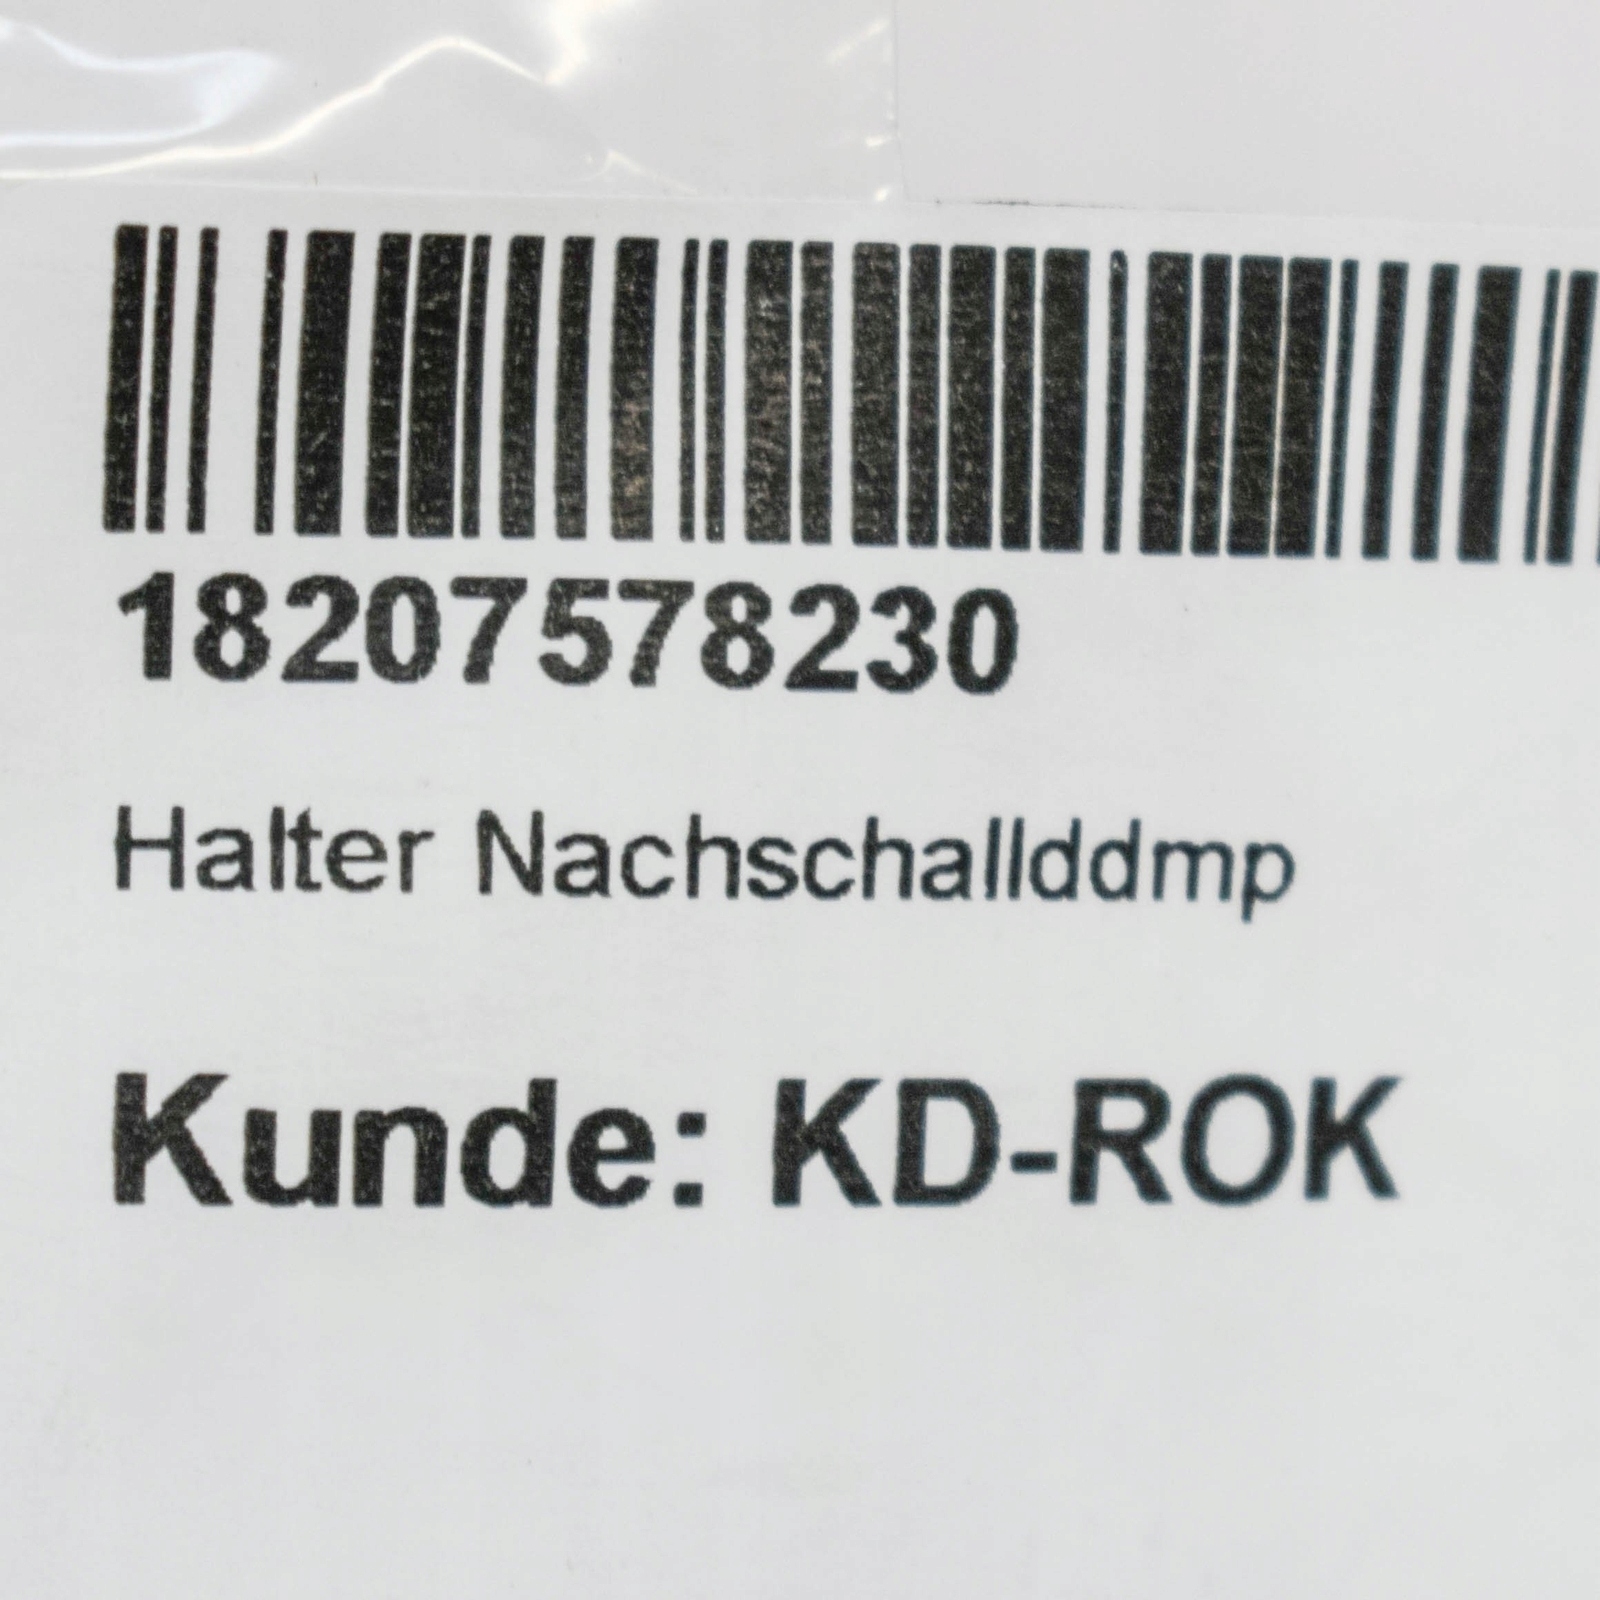 18207578230
Halter Nachschallddmp
Kunde: KD-ROK